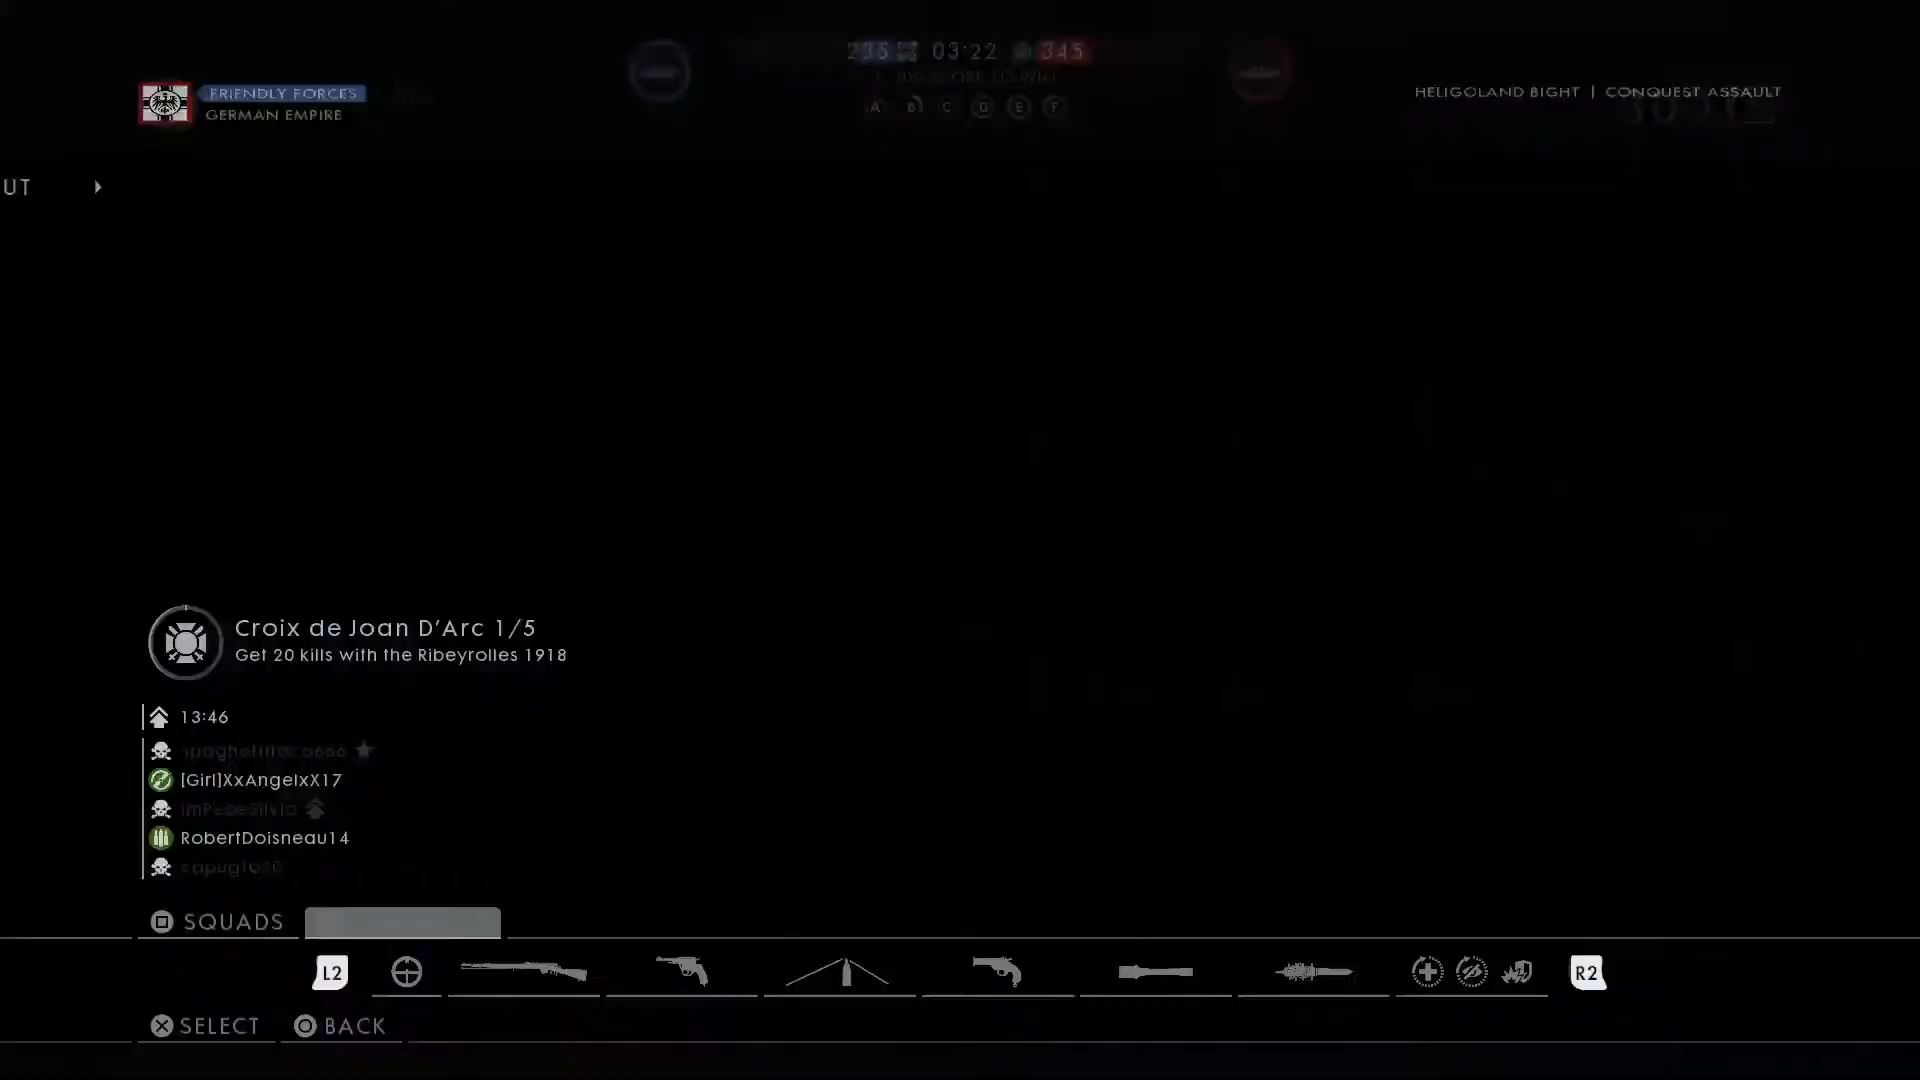 235 03:22 345
FRIENDLY FORCES
GERMAN EMPIRE
HELIGOLAND BIGHT | CONQUEST ASSAULT
A B C D E F
UT
Croix de Joan D'Arc 1/5
Get 20 kills with the Ribeyrolles 1918
13:46
[Girl]XxAngelxX17
RobertDoisneau14
SQUADS
L2 R2
SELECT BACK